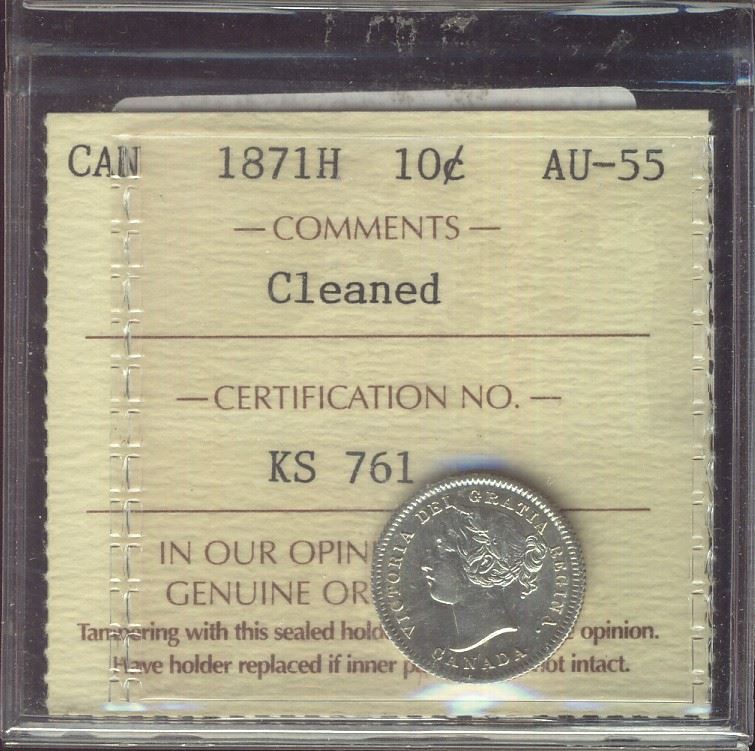 CAN 1871H 10¢ AU-55
— COMMENTS —
Cleaned
— CERTIFICATION NO. —
KS 761
IN OUR OPIN
GENUINE OR
Tampering with this sealed hold opinion.
Have holder replaced if inner p not intact.
VICTORIA DEI GRATIA REGINA.
CANADA